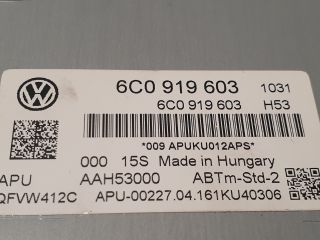 6C0 919 603 1031
6C0 919 603 H53
*009 APUKU012APS*
000 15S Made in Hungary
APU AAH53000 ABTm-Std-2
QFVW412C APU-00227.04.161KU40306